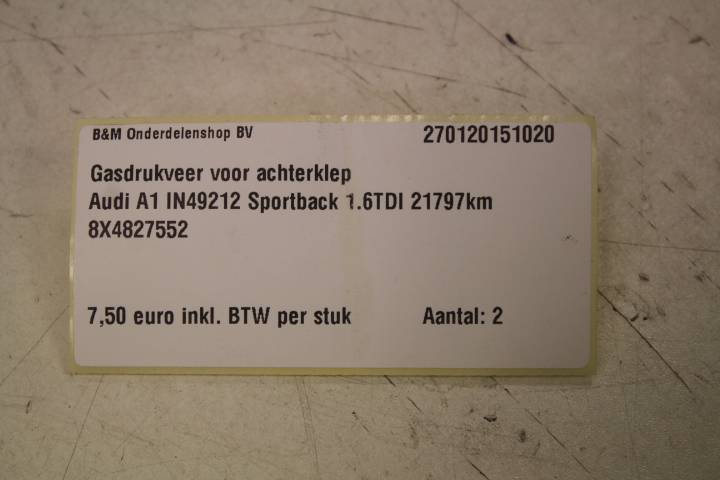 B&M Onderdelenshop BV 270120151020
Gasdrukveer voor achterklep
Audi A1 IN49212 Sportback 1.6TDI 21797km
8X4827552
7,50 euro inkl. BTW per stuk Aantal: 2